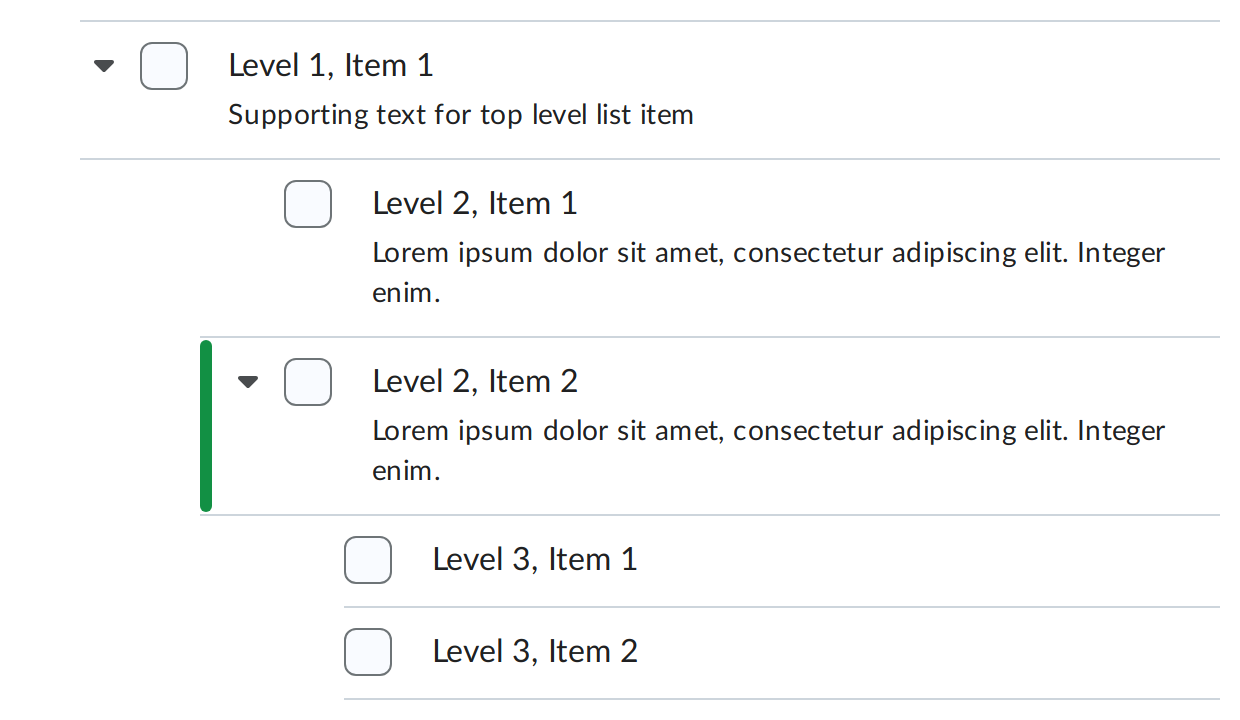 Level 1, Item 1
Supporting text for top level list item
Level 2, Item 1
Lorem ipsum dolor sit amet, consectetur adipiscing elit. Integer
enim.
Level 2, Item 2
Lorem ipsum dolor sit amet, consectetur adipiscing elit. Integer
enim.
Level 3, Item 1
Level 3, Item 2